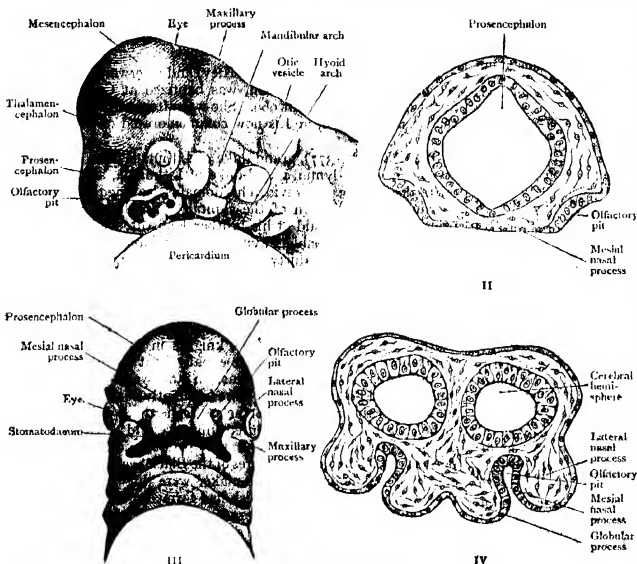 Mesencephalon
Eye
Maxillary
process
Mandibular arch
Otic
vesicle
Hyoid
arch
Thalamen-
cephalon
Prosen-
cephalon
Olfactory
pit
Pericardium
Prosencephalon
Olfactory
pit
Mesial nasal
process
II
Prosencephalon
Mesial nasal
process
Eye
Stomatodaeum
Globular process
Olfactory
pit
Lateral
nasal
process
Maxillary
process
III
Cerebral
hemi-
sphere
Lateral
nasal
process
Olfactory
pit
Mesial
nasal
process
Globular
process
IV